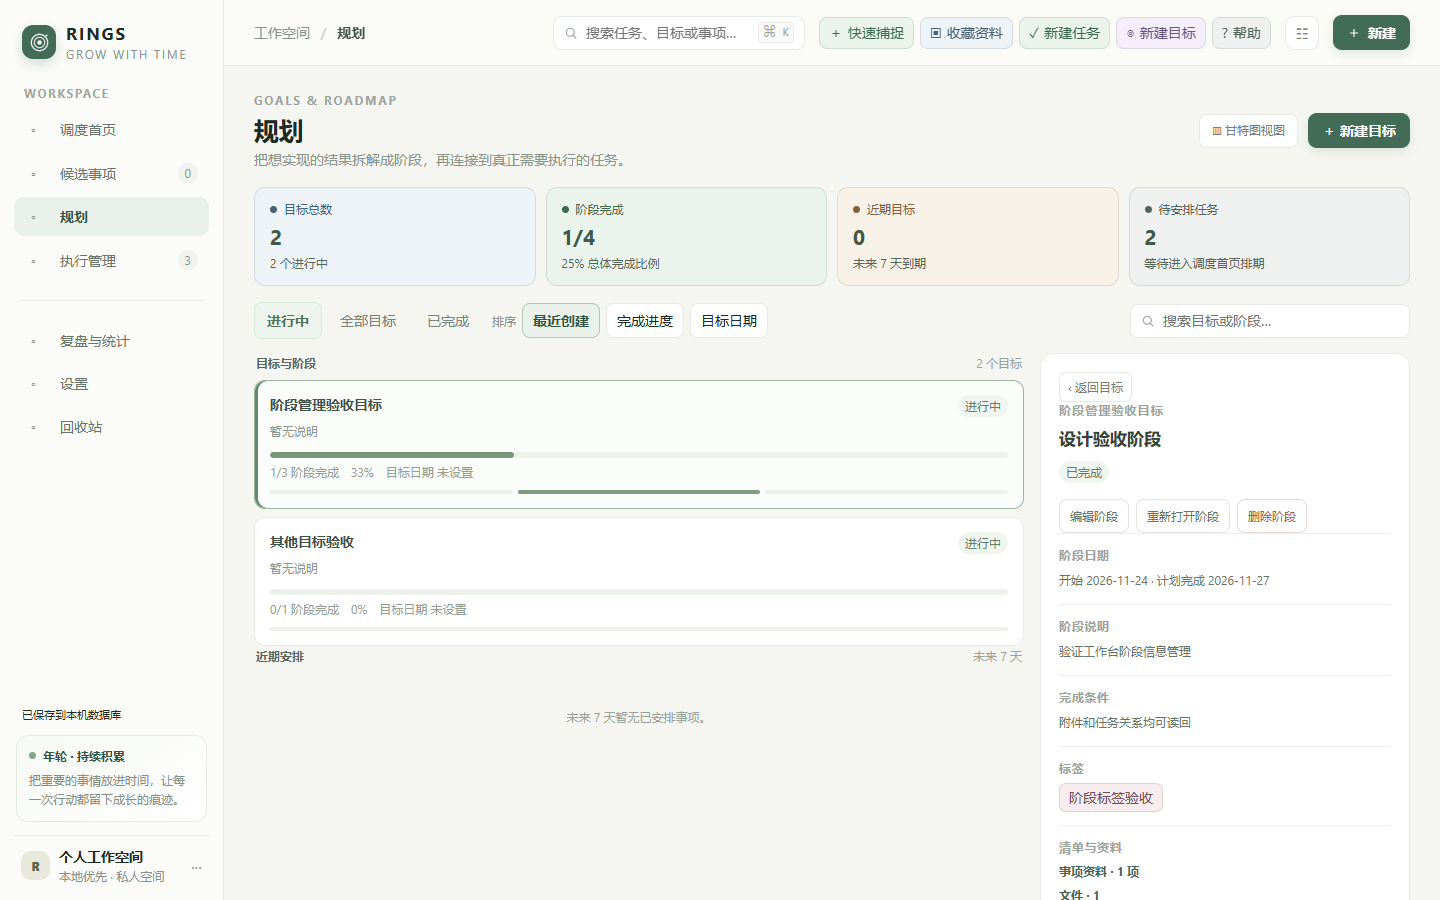 RINGS
GROW WITH TIME
WORKSPACE
调度首页
候选事项 0
规划
执行管理 3
复盘与统计
设置
回收站
已保存到本机数据库
年轮 · 持续积累
把重要的事情放进时间，让每
一次行动都留下成长的痕迹。
R
个人工作空间
本地优先 · 私人空间
...
工作空间 / 规划
搜索任务、目标或事项... ⌘ K
+ 快速捕捉
收藏资料
✓ 新建任务
◎ 新建目标
? 帮助
+ 新建
GOALS & ROADMAP
规划
把想实现的结果拆解成阶段，再连接到真正需要执行的任务。
甘特图视图
+ 新建目标
目标总数
2
2 个进行中
阶段完成
1/4
25% 总体完成比例
近期目标
0
未来 7 天到期
待安排任务
2
等待进入调度首页排期
进行中 全部目标 已完成 排序 最近创建 完成进度 目标日期
搜索目标或阶段...
目标与阶段 2 个目标
阶段管理验收目标 进行中
暂无说明
1/3 阶段完成 33% 目标日期 未设置
其他目标验收 进行中
暂无说明
0/1 阶段完成 0% 目标日期 未设置
近期安排 未来 7 天
未来 7 天暂无已安排事项。
‹ 返回目标
阶段管理验收目标
设计验收阶段
已完成
编辑阶段 重新打开阶段 删除阶段
阶段日期
开始 2026-11-24 · 计划完成 2026-11-27
阶段说明
验证工作台阶段信息管理
完成条件
附件和任务关系均可读回
标签
阶段标签验收
清单与资料
事项资料 · 1 项
文件 · 1